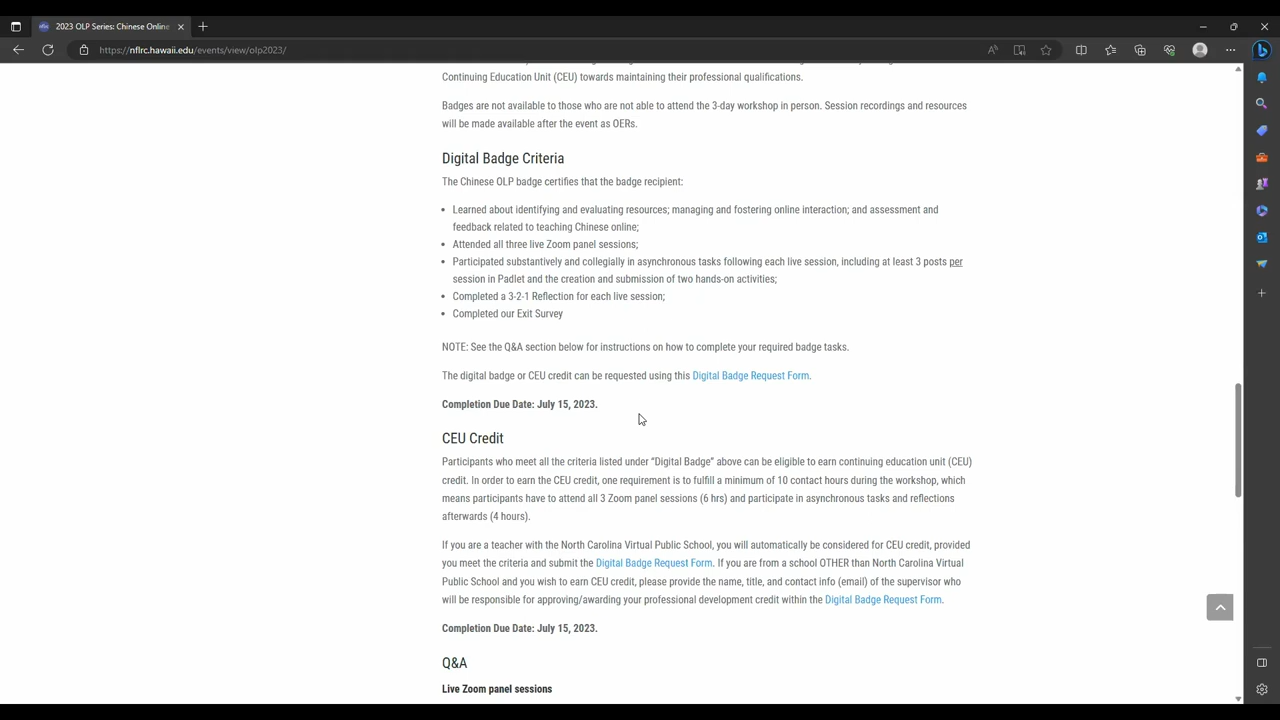 2023 OLP Series: Chinese Online
https://nflrc.hawaii.edu/events/view/olp2023/
Continuing Education Unit (CEU) towards maintaining their professional qualifications.
Badges are not available to those who are not able to attend the 3-day workshop in person. Session recordings and resources
will be made available after the event as OERs.
Digital Badge Criteria
The Chinese OLP badge certifies that the badge recipient:
• Learned about identifying and evaluating resources; managing and fostering online interaction; and assessment and
feedback related to teaching Chinese online;
• Attended all three live Zoom panel sessions;
• Participated substantively and collegially in asynchronous tasks following each live session, including at least 3 posts per
session in Padlet and the creation and submission of two hands-on activities;
• Completed a 3-2-1 Reflection for each live session;
• Completed our Exit Survey
NOTE: See the Q&A section below for instructions on how to complete your required badge tasks.
The digital badge or CEU credit can be requested using this Digital Badge Request Form.
Completion Due Date: July 15, 2023.
CEU Credit
Participants who meet all the criteria listed under “Digital Badge” above can be eligible to earn continuing education unit (CEU)
credit. In order to earn the CEU credit, one requirement is to fulfill a minimum of 10 contact hours during the workshop, which
means participants have to attend all 3 Zoom panel sessions (6 hrs) and participate in asynchronous tasks and reflections
afterwards (4 hours).
If you are a teacher with the North Carolina Virtual Public School, you will automatically be considered for CEU credit, provided
you meet the criteria and submit the Digital Badge Request Form. If you are from a school OTHER than North Carolina Virtual
Public School and you wish to earn CEU credit, please provide the name, title, and contact info (email) of the supervisor who
will be responsible for approving/awarding your professional development credit within the Digital Badge Request Form.
Completion Due Date: July 15, 2023.
Q&A
Live Zoom panel sessions